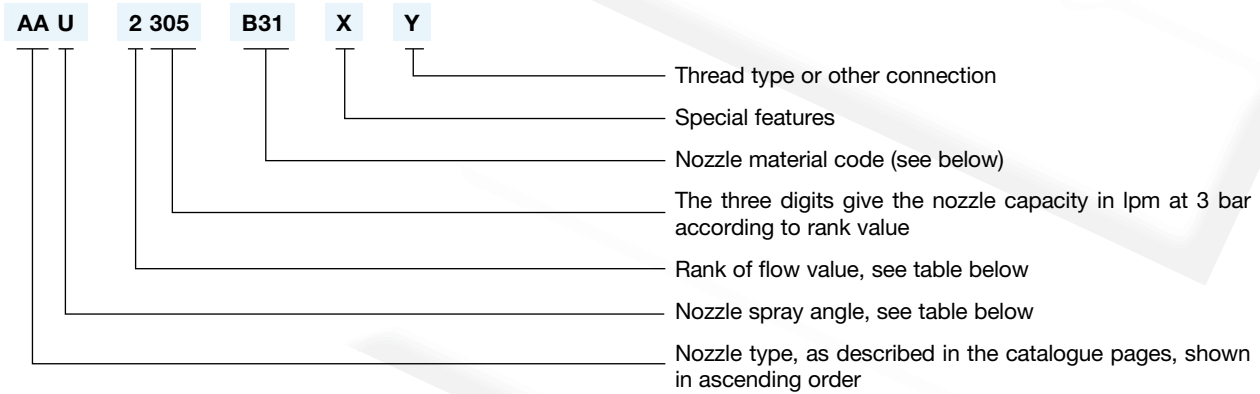 AA U 2 305 B31 X Y
Thread type or other connection
Special features
Nozzle material code (see below)
The three digits give the nozzle capacity in lpm at 3 bar
according to rank value
Rank of flow value, see table below
Nozzle spray angle, see table below
Nozzle type, as described in the catalogue pages, shown
in ascending order